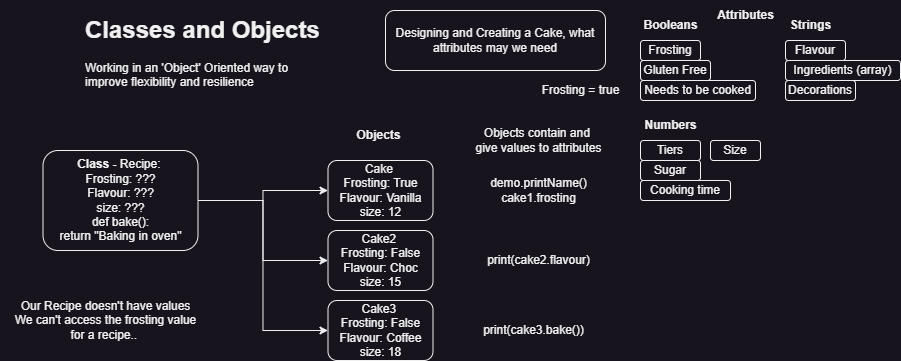 Classes and Objects
Working in an 'Object' Oriented way to
improve flexibility and resilience
Designing and Creating a Cake, what
attributes may we need
Attributes
Booleans
Frosting
Gluten Free
Needs to be cooked
Strings
Flavour
Ingredients (array)
Decorations
Frosting = true
Numbers
Tiers
Size
Sugar
Cooking time
Class - Recipe:
Frosting: ???
Flavour: ???
size: ???
def bake():
return "Baking in oven"
Our Recipe doesn't have values
We can't access the frosting value
for a recipe..
Objects
Cake
Frosting: True
Flavour: Vanilla
size: 12
Cake2
Frosting: False
Flavour: Choc
size: 15
Cake3
Frosting: False
Flavour: Coffee
size: 18
Objects contain and
give values to attributes
demo.printName()
cake1.frosting
print(cake2.flavour)
print(cake3.bake())